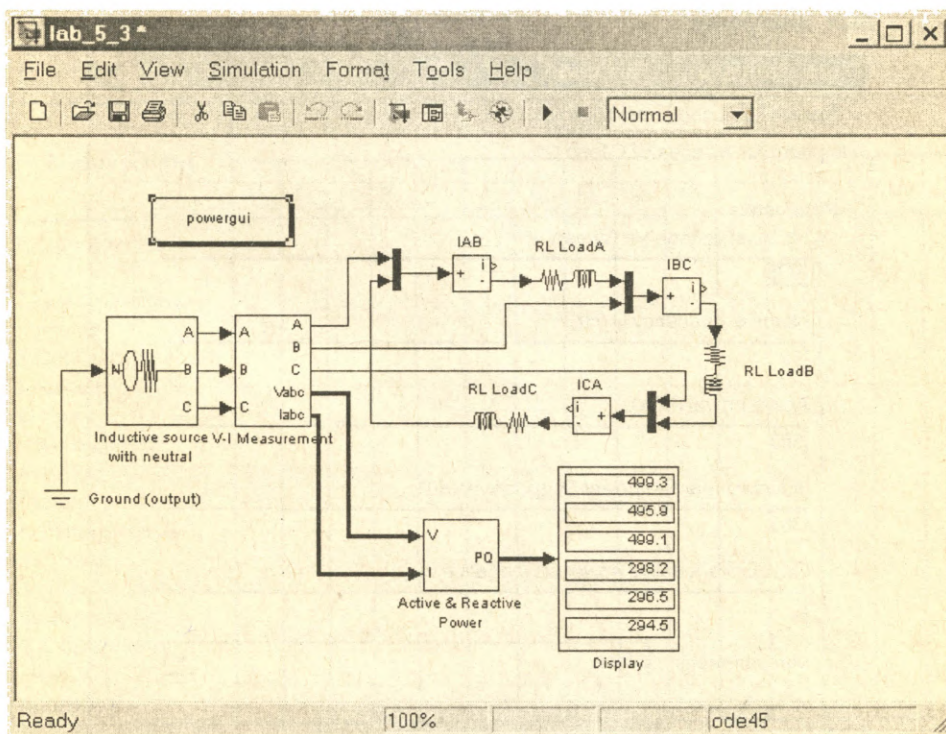 lab_5_3 *
File Edit View Simulation Format Tools Help
Normal
powergui
IAB
RL LoadA
IBC
A
B
C
N
A
B
C
A
B
C
Vabc
Iabc
i
+
-
i
+
-
RL LoadB
RL LoadC
ICA
i
+
-
Inductive source
with neutral
V-I Measurement
Ground (output)
V
I
PQ
Active & Reactive
Power
499.3
495.9
499.1
298.2
296.5
294.5
Display
Ready 100% ode45